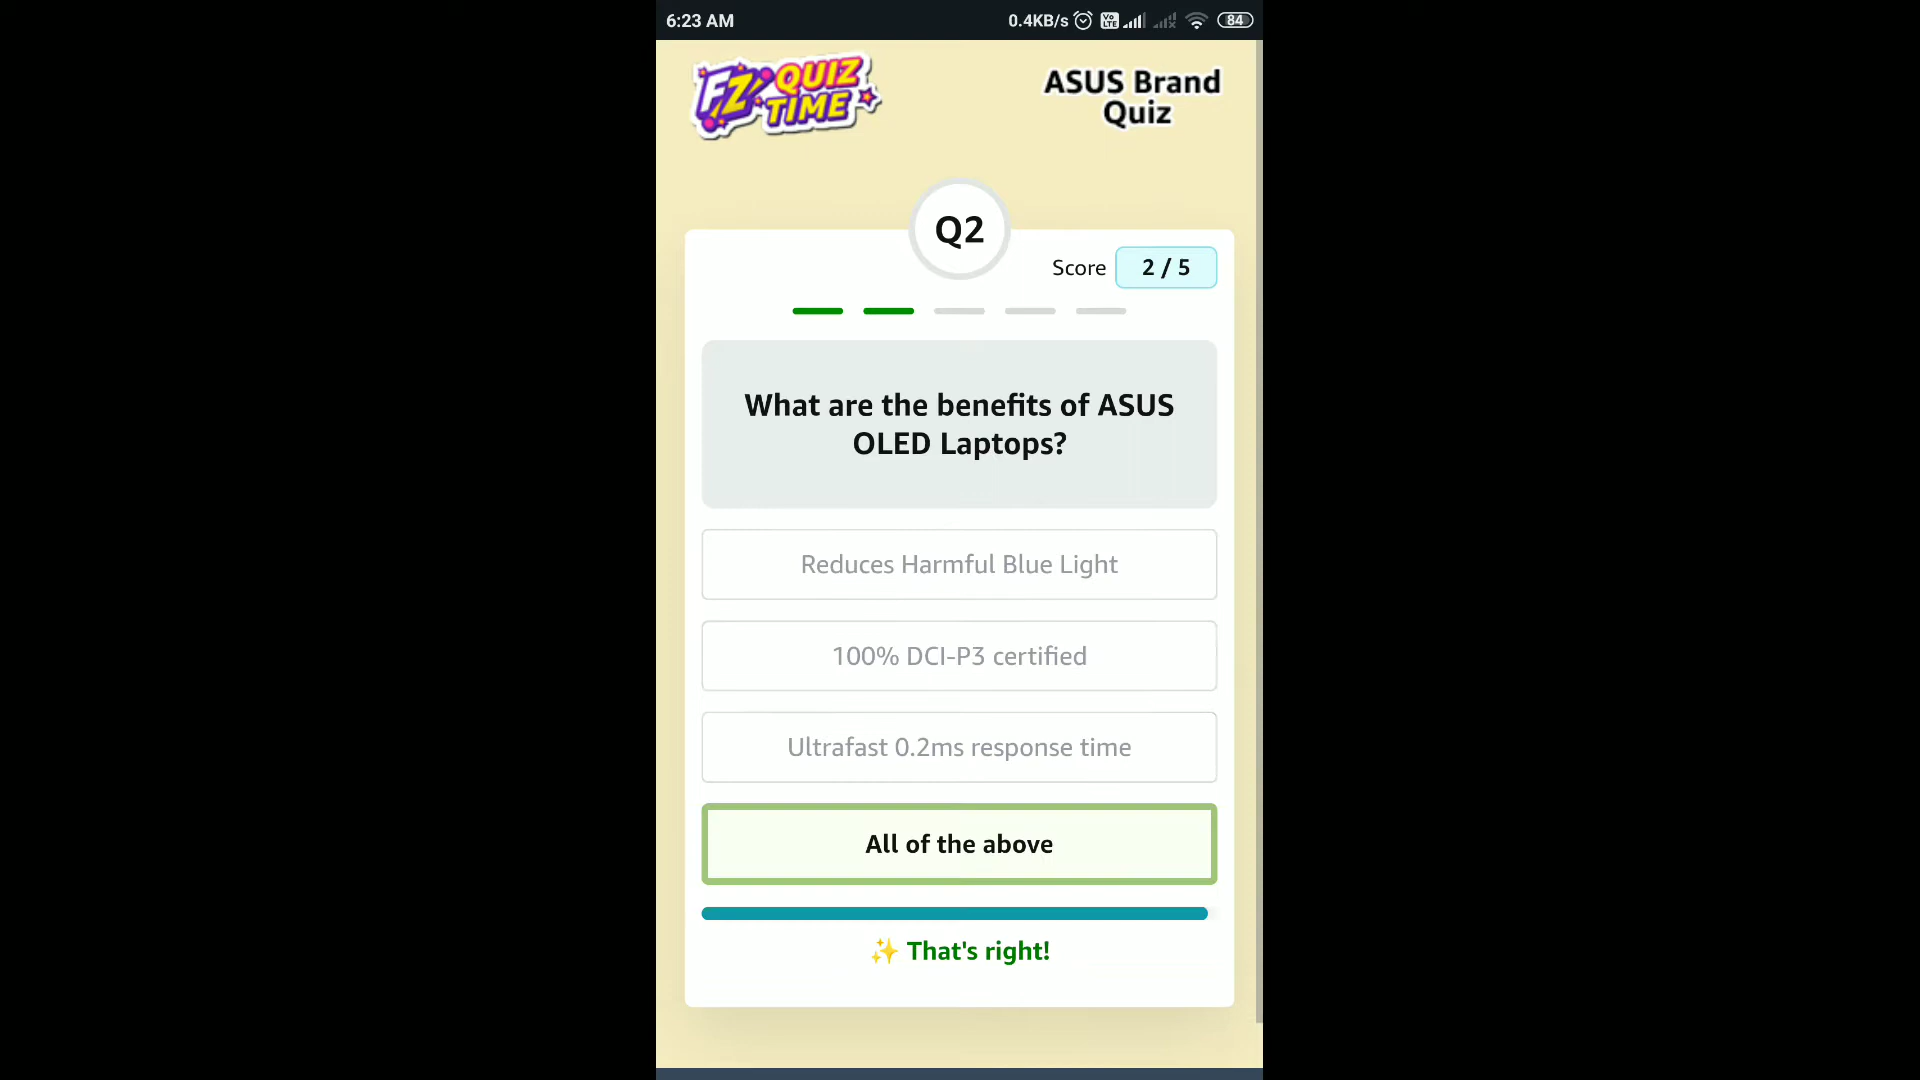 6:23 AM
0.4KB/s Vo LTE 84
FZ QUIZ TIME
ASUS Brand
Quiz
Q2
Score 2 / 5
What are the benefits of ASUS
OLED Laptops?
Reduces Harmful Blue Light
100% DCI-P3 certified
Ultrafast 0.2ms response time
All of the above
✨ That's right!